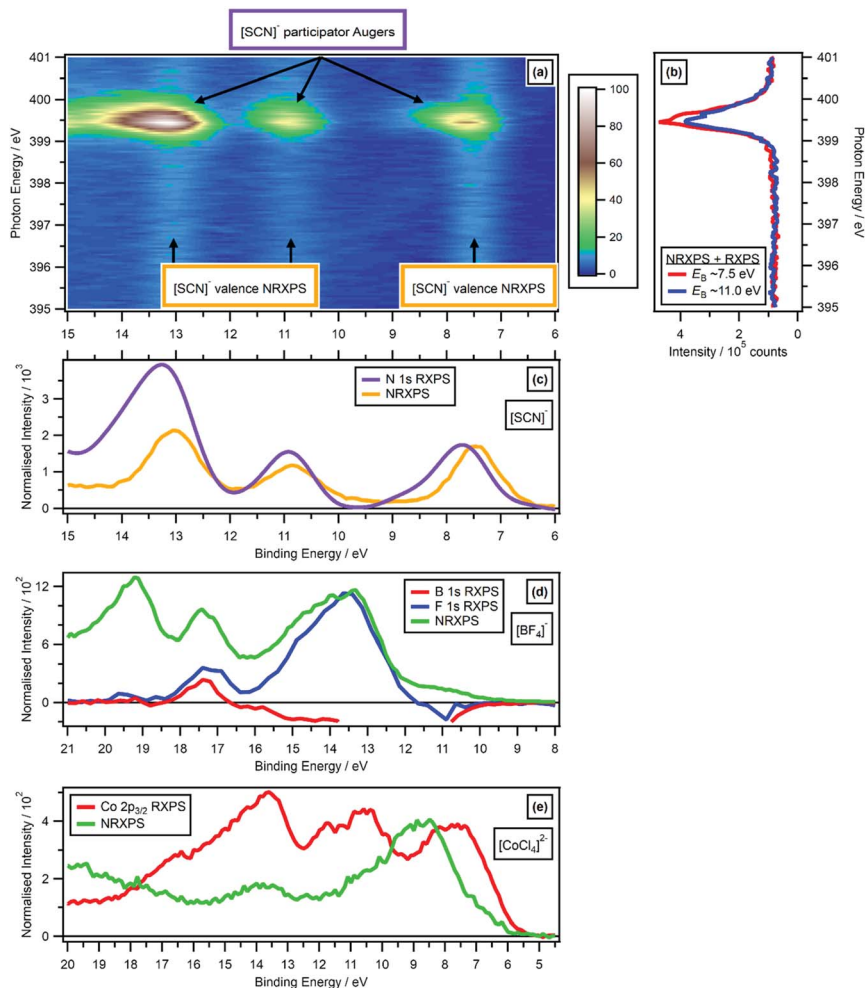 [SCN]⁻ participator Augers
(a)
401
400
399
398
397
396
395
Photon Energy / eV
[SCN]⁻ valence NRXPS
[SCN]⁻ valence NRXPS
15 14 13 12 11 10 9 8 7 6
100
80
60
40
20
0
(b)
401
400
399
398
397
396
395
Photon Energy / eV
NRXPS + RXPS
E_B ~7.5 eV
E_B ~11.0 eV
4 2 0
Intensity / 10⁵ counts
(c)
N 1s RXPS
NRXPS
[SCN]⁻
Normalised Intensity / 10³
3
2
1
0
15 14 13 12 11 10 9 8 7 6
Binding Energy / eV
(d)
B 1s RXPS
F 1s RXPS
NRXPS
[BF₄]⁻
Normalised Intensity / 10²
12
8
4
0
21 20 19 18 17 16 15 14 13 12 11 10 9 8
Binding Energy / eV
(e)
Co 2p₃/₂ RXPS
NRXPS
[CoCl₄]²⁻
Normalised Intensity / 10²
4
2
0
20 19 18 17 16 15 14 13 12 11 10 9 8 7 6 5
Binding Energy / eV